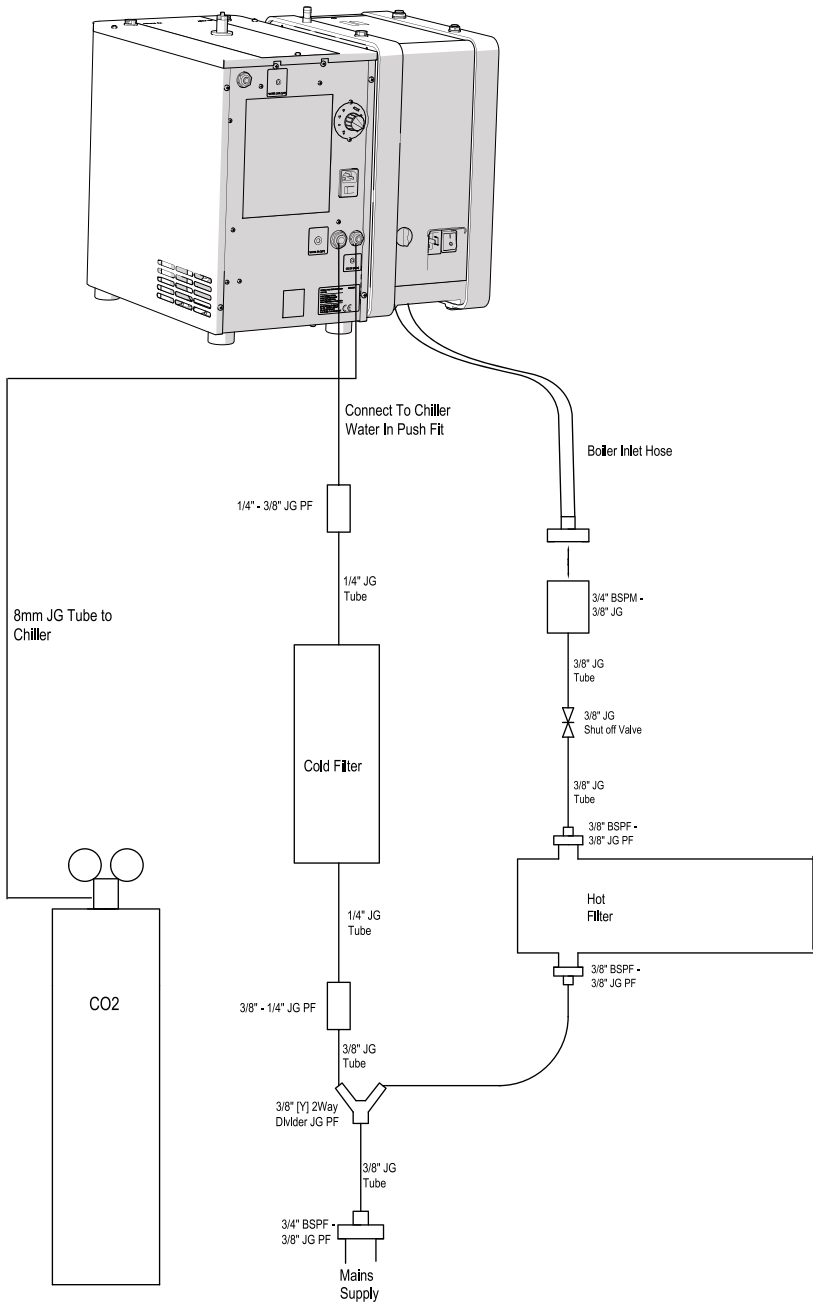 Connect To Chiller
Water In Push Fit
Boiler Inlet Hose
1/4" - 3/8" JG PF
1/4" JG
Tube
3/4" BSPM -
3/8" JG
8mm JG Tube to
Chiller
3/8" JG
Tube
3/8" JG
Shut off Valve
Cold Filter
3/8" JG
Tube
3/8" BSPF -
3/8" JG PF
Hot
Filter
1/4" JG
Tube
3/8" BSPF -
3/8" JG PF
CO2
3/8" - 1/4" JG PF
3/8" JG
Tube
3/8" [Y] 2Way
Divider JG PF
3/8" JG
Tube
3/4" BSPF -
3/8" JG PF
Mains
Supply